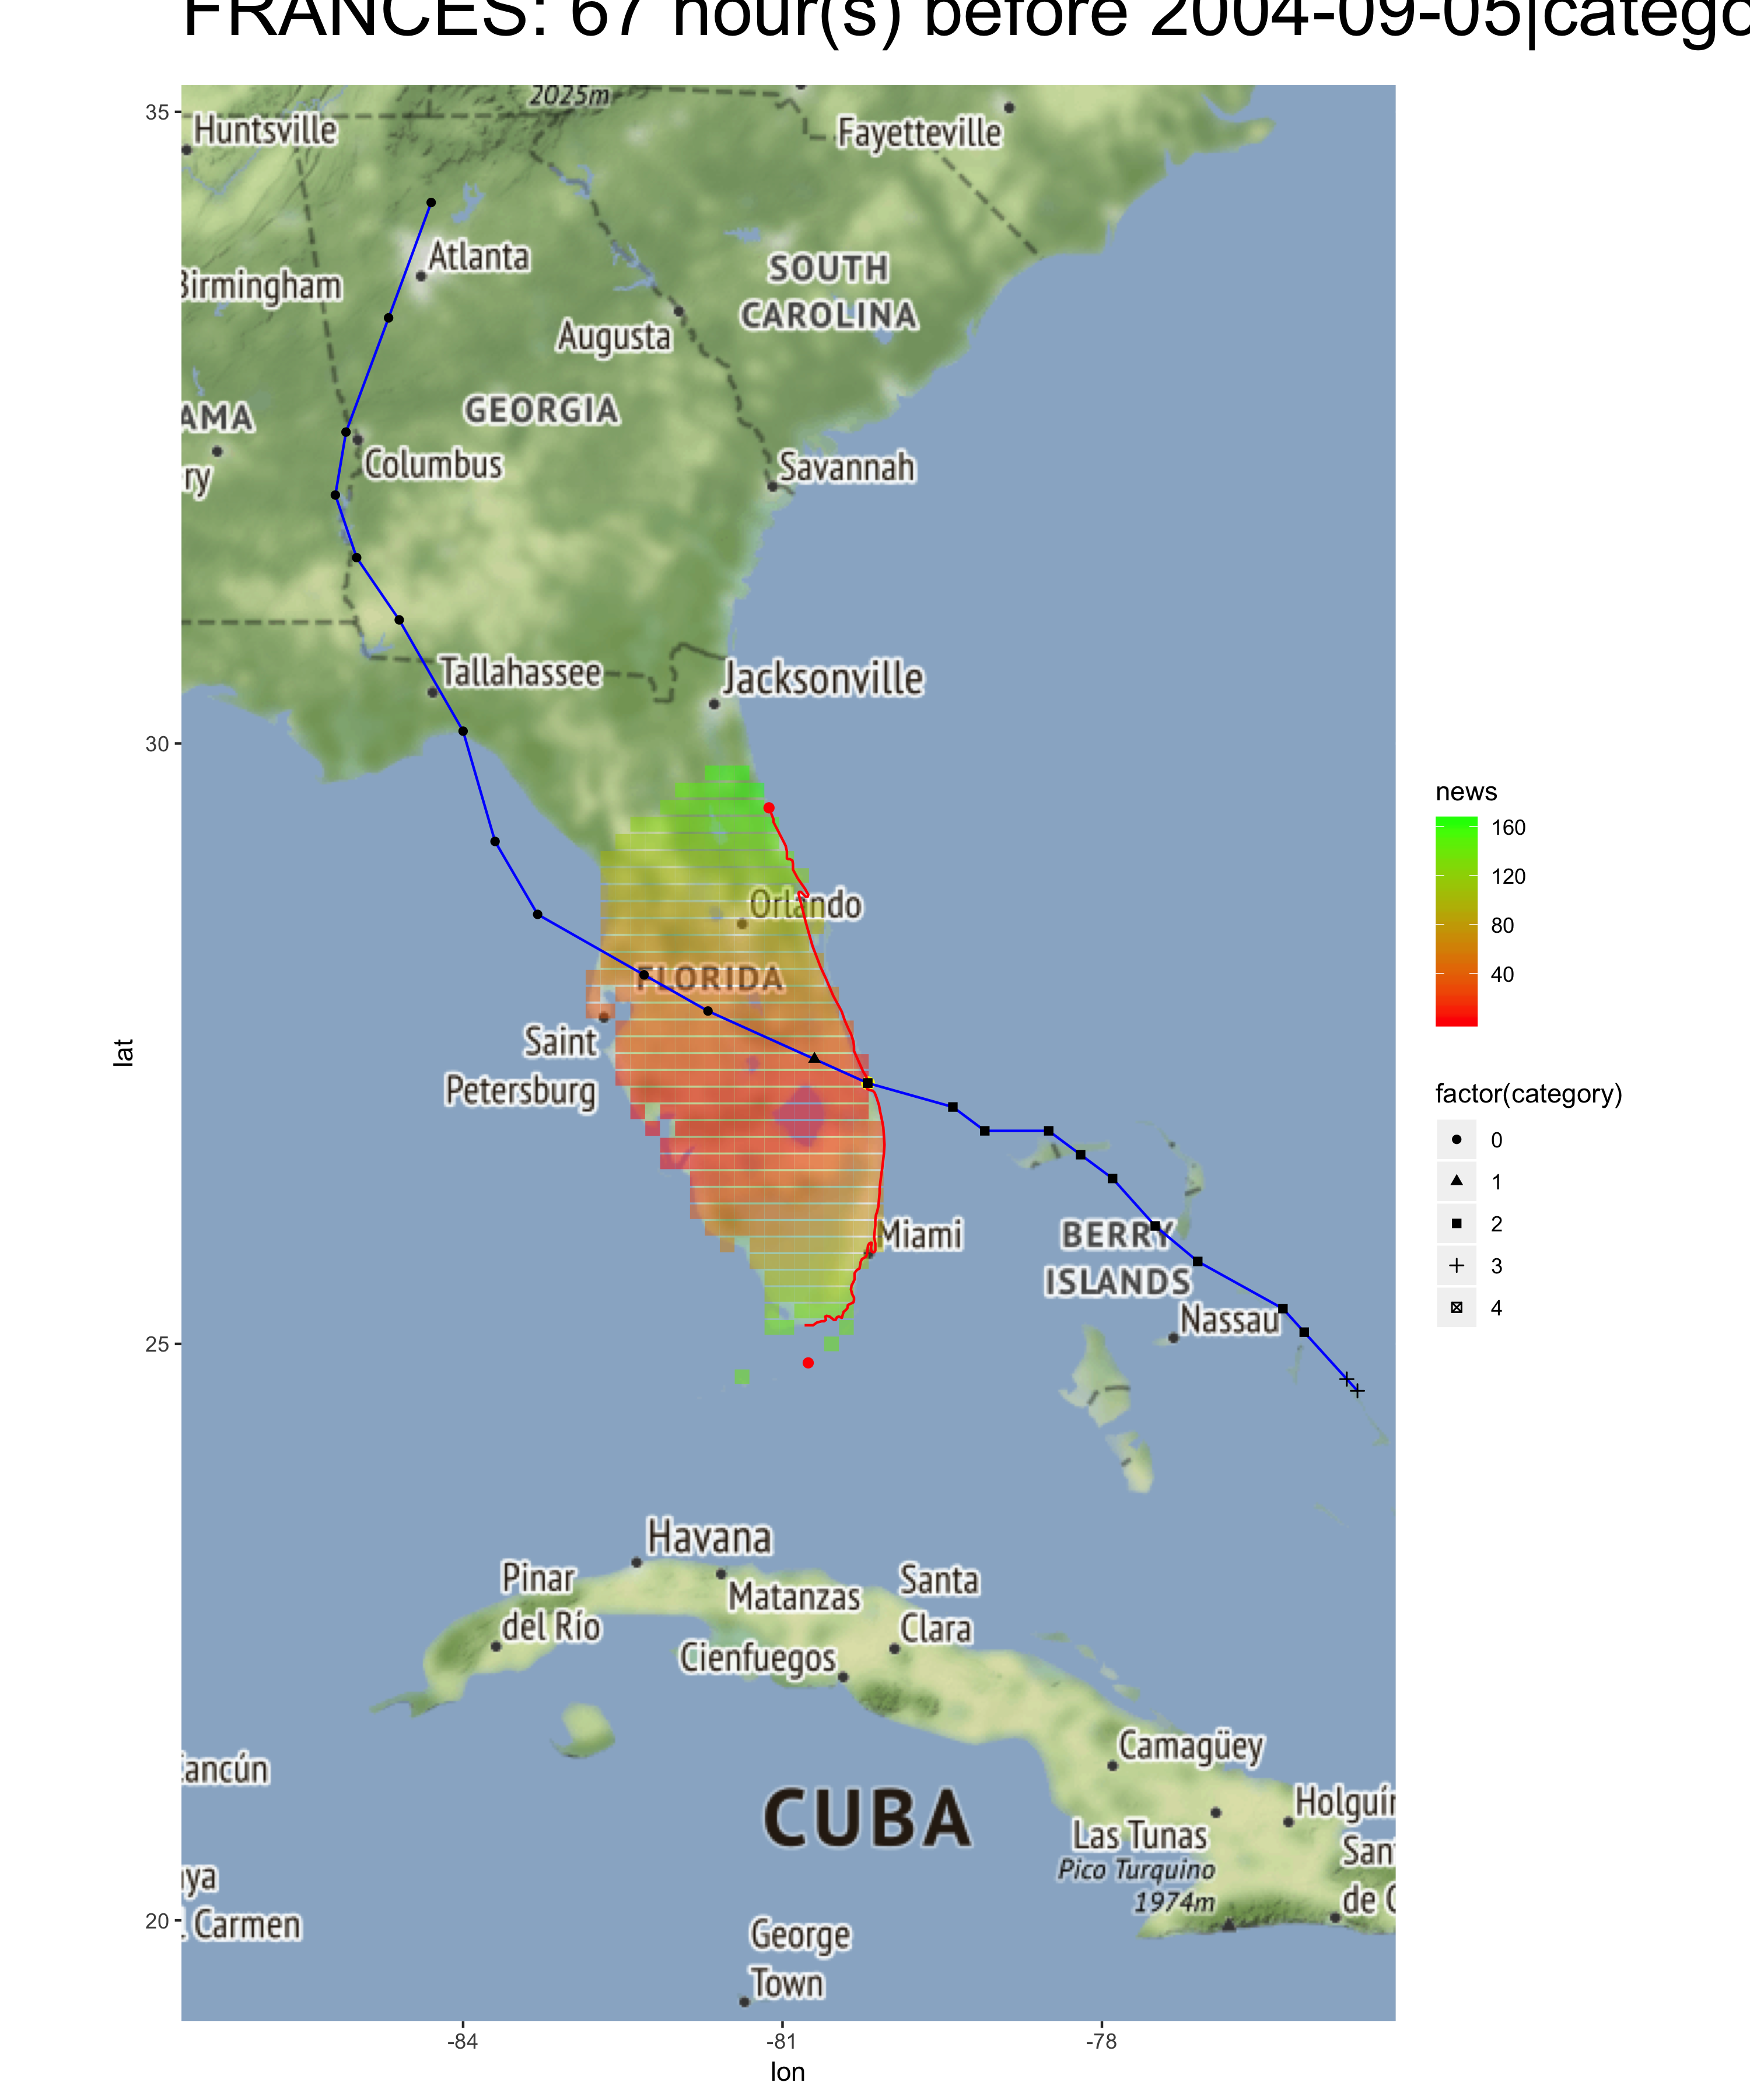 FRANCES: 67 hour(s) before 2004-09-05|catego
2025m
35
Huntsville
Fayetteville
Atlanta
Birmingham
SOUTH
CAROLINA
Augusta
GEORGIA
AMA
Columbus
ry
Savannah
Tallahassee
Jacksonville
30
Orlando
FLORIDA
Saint
Petersburg
lat
Miami
BERRY
ISLANDS
Nassau
25
Havana
Pinar
del Río
Matanzas
Santa
Clara
Cienfuegos
Camagüey
ancún
CUBA
Holguín
Las Tunas
San
Pico Turquino
1974m
ya
de
Carmen
20
George
Town
-84
-81
-78
lon
news
160
120
80
40
factor(category)
0
1
2
3
4